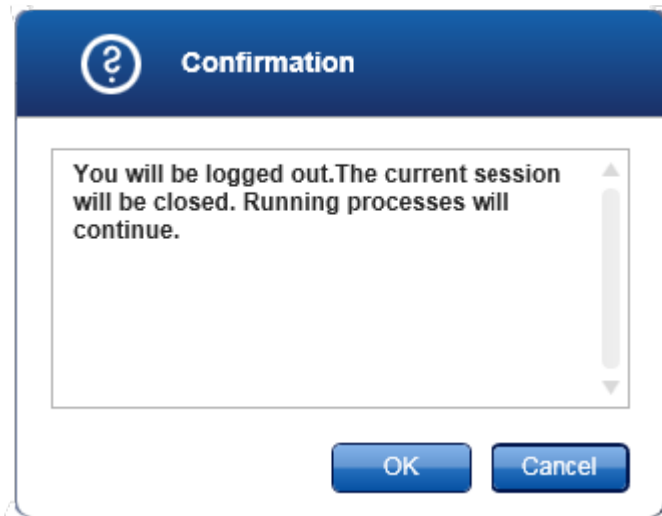 Confirmation
You will be logged out.The current session
will be closed. Running processes will
continue.
OK
Cancel